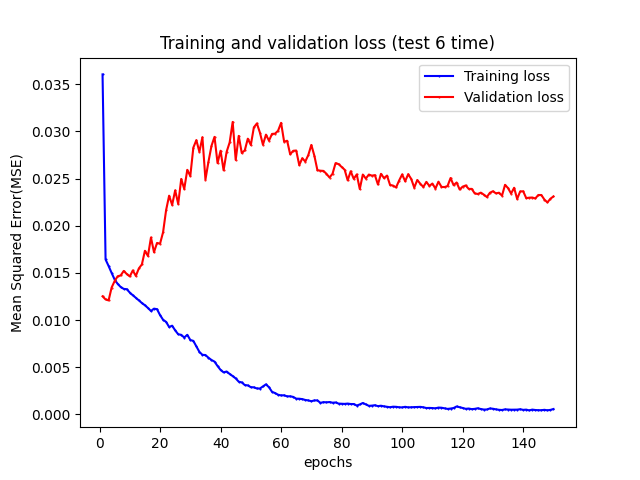 Training and validation loss (test 6 time)
Training loss
Validation loss
Mean Squared Error(MSE)
0.035
0.030
0.025
0.020
0.015
0.010
0.005
0.000
0 20 40 60 80 100 120 140
epochs